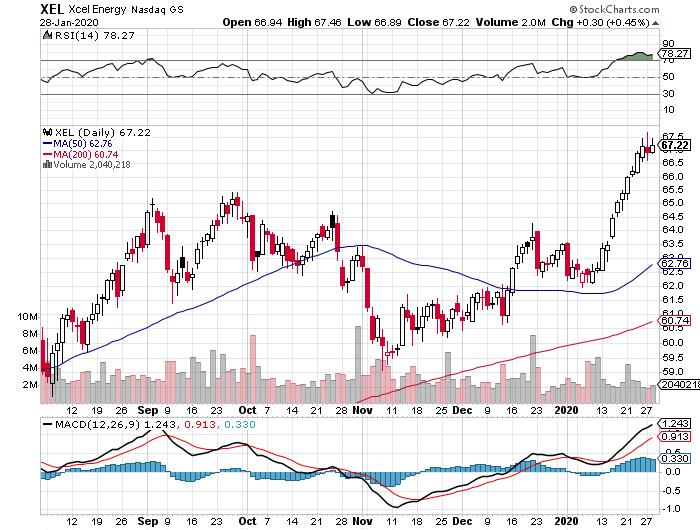 XEL Xcel Energy Nasdaq GS © StockCharts.com
28-Jan-2020 Open 66.94 High 67.46 Low 66.89 Close 67.22 Volume 2.0M Chg +0.30 (+0.45%)
RSI(14) 78.27
90
78.27
70
50
30
10
XEL (Daily) 67.22
MA(50) 62.76
MA(200) 60.74
Volume 2,040,218
67.5
67.22
66.5
66.0
65.5
65.0
64.5
64.0
63.5
63.0
62.76
62.5
62.0
61.5
61.0
60.74
60.5
60.0
59.5
59.0
10M
8M
6M
4M
2M
2040218
12 19 26 Sep 9 16 23 Oct 7 14 21 28 Nov 11 18 25 Dec 9 16 23 2020 13 21 27
MACD(12,26,9) 1.243, 0.913, 0.330
1.243
0.913
0.330
0.0
-0.5
-1.0
12 19 26 Sep 9 16 23 Oct 7 14 21 28 Nov 11 18 25 Dec 9 16 23 2020 13 21 27